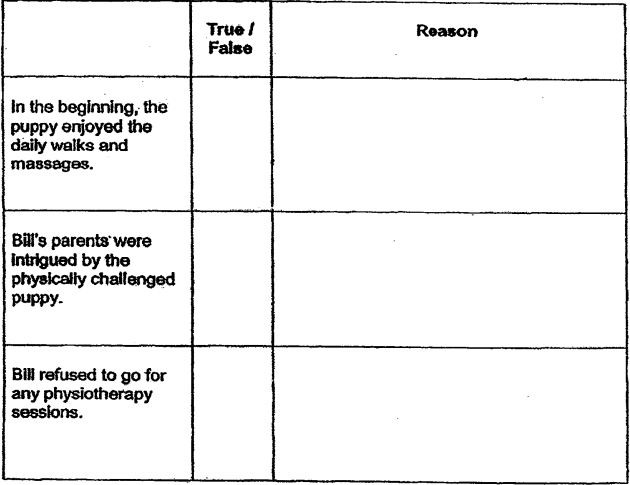 True /
False
Reason
In the beginning, the
puppy enjoyed the
daily walks and
massages.
Bill's parents were
intrigued by the
physically challenged
puppy.
Bill refused to go for
any physiotherapy
sessions.